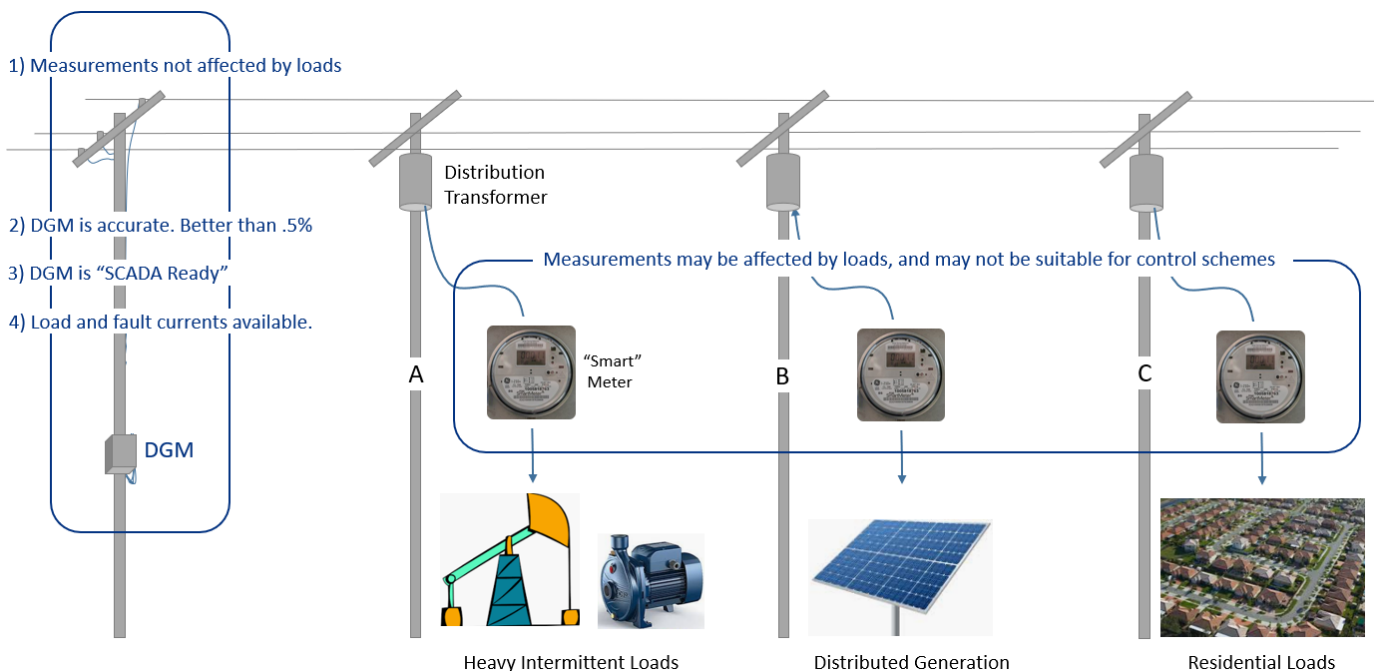 1) Measurements not affected by loads
Distribution
Transformer
2) DGM is accurate. Better than .5%
3) DGM is “SCADA Ready”
4) Load and fault currents available.
Measurements may be affected by loads, and may not be suitable for control schemes
“Smart”
Meter
A
B
C
DGM
Heavy Intermittent Loads
Distributed Generation
Residential Loads